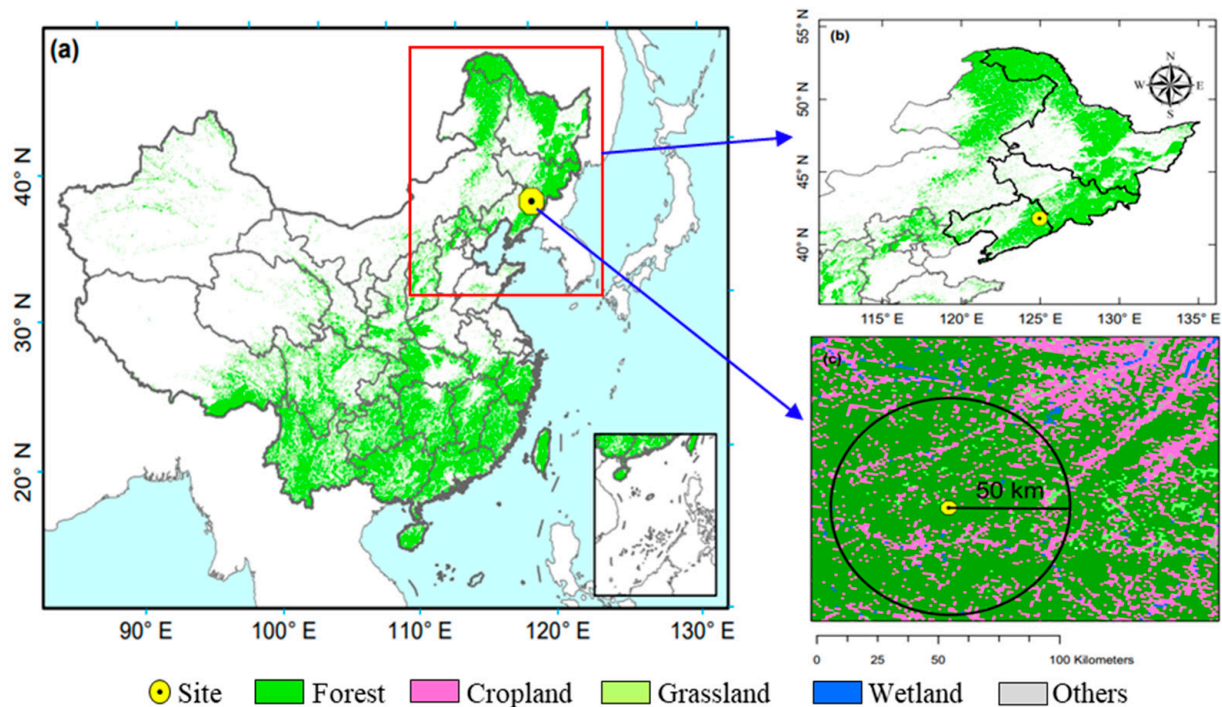 (a)
40° N
30° N
20° N
90° E 100° E 110° E 120° E 130° E
(b)
N
W E
S
55° N
50° N
45° N
40° N
115° E 120° E 125° E 130° E 135° E
(c)
50 km
0 25 50 100 Kilometers
Site Forest Cropland Grassland Wetland Others